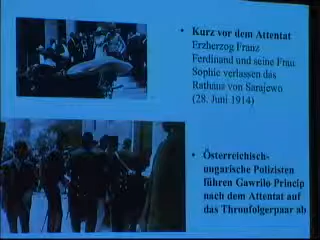 Kurz vor dem Attentat
Erzherzog Franz
Ferdinand und seine Frau
Sophie verlassen das
Rathaus von Sarajewo
(28. Juni 1914)
Österreichisch-
ungarische Polizisten
führen Gawrilo Princip
nach dem Attentat auf
das Thronfolgerpaar ab